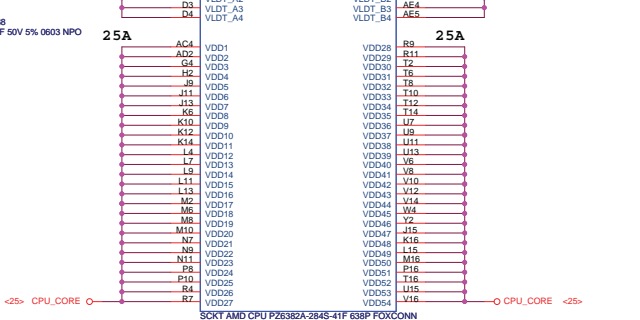 VLDT_A2 VLDT_B2
D3 VLDT_A3 VLDT_B3 AE4
D4 VLDT_A4 VLDT_B4 AE5
F 50V 5% 0603 NPO
25A 25A
AC4 VDD1 VDD28 R9
AD2 VDD2 VDD29 R11
G4 VDD3 VDD30 T2
H2 VDD4 VDD31 T6
J9 VDD5 VDD32 T8
J11 VDD6 VDD33 T10
J13 VDD7 VDD34 T12
K6 VDD8 VDD35 T14
K10 VDD9 VDD36 U7
K12 VDD10 VDD37 U9
K14 VDD11 VDD38 U11
L4 VDD12 VDD39 U13
L7 VDD13 VDD40 V6
L9 VDD14 VDD41 V8
L11 VDD15 VDD42 V10
L13 VDD16 VDD43 V12
M2 VDD17 VDD44 V14
M6 VDD18 VDD45 W4
M8 VDD19 VDD46 Y2
M10 VDD20 VDD47 J15
N7 VDD21 VDD48 K16
N9 VDD22 VDD49 L15
N11 VDD23 VDD50 M16
P8 VDD24 VDD51 P16
P10 VDD25 VDD52 T16
R4 VDD26 VDD53 U15
<25> CPU_CORE R7 VDD27 VDD54 V16 CPU_CORE <25>
SCKT AMD CPU PZ6382A-284S-41F 638P FOXCONN